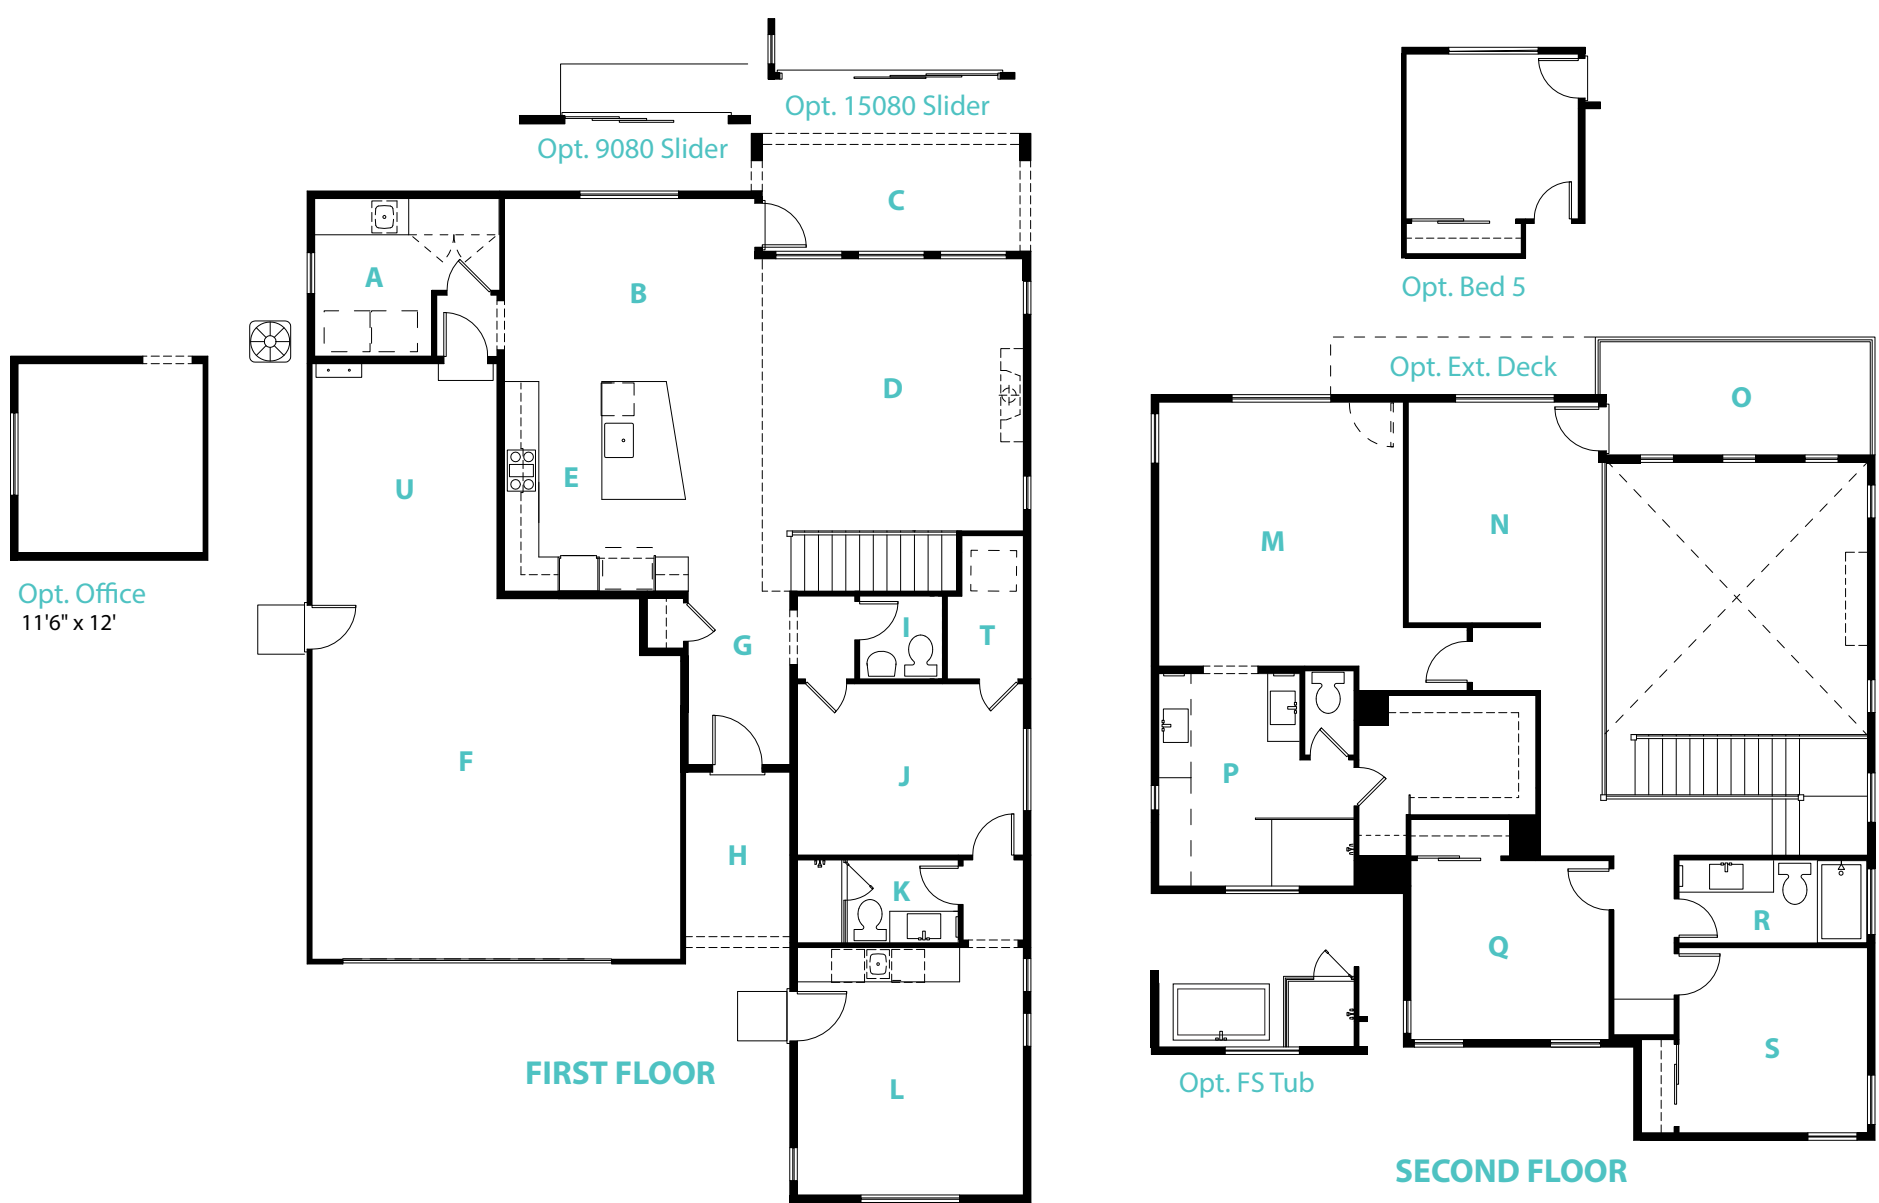 Opt. 15080 Slider
Opt. 9080 Slider
C
A
B
D
E
U
Opt. Office
11'6" x 12'
I
T
G
F
J
H
K
L
FIRST FLOOR
Opt. Bed 5
Opt. Ext. Deck
O
M
N
P
R
Q
S
Opt. FS Tub
SECOND FLOOR